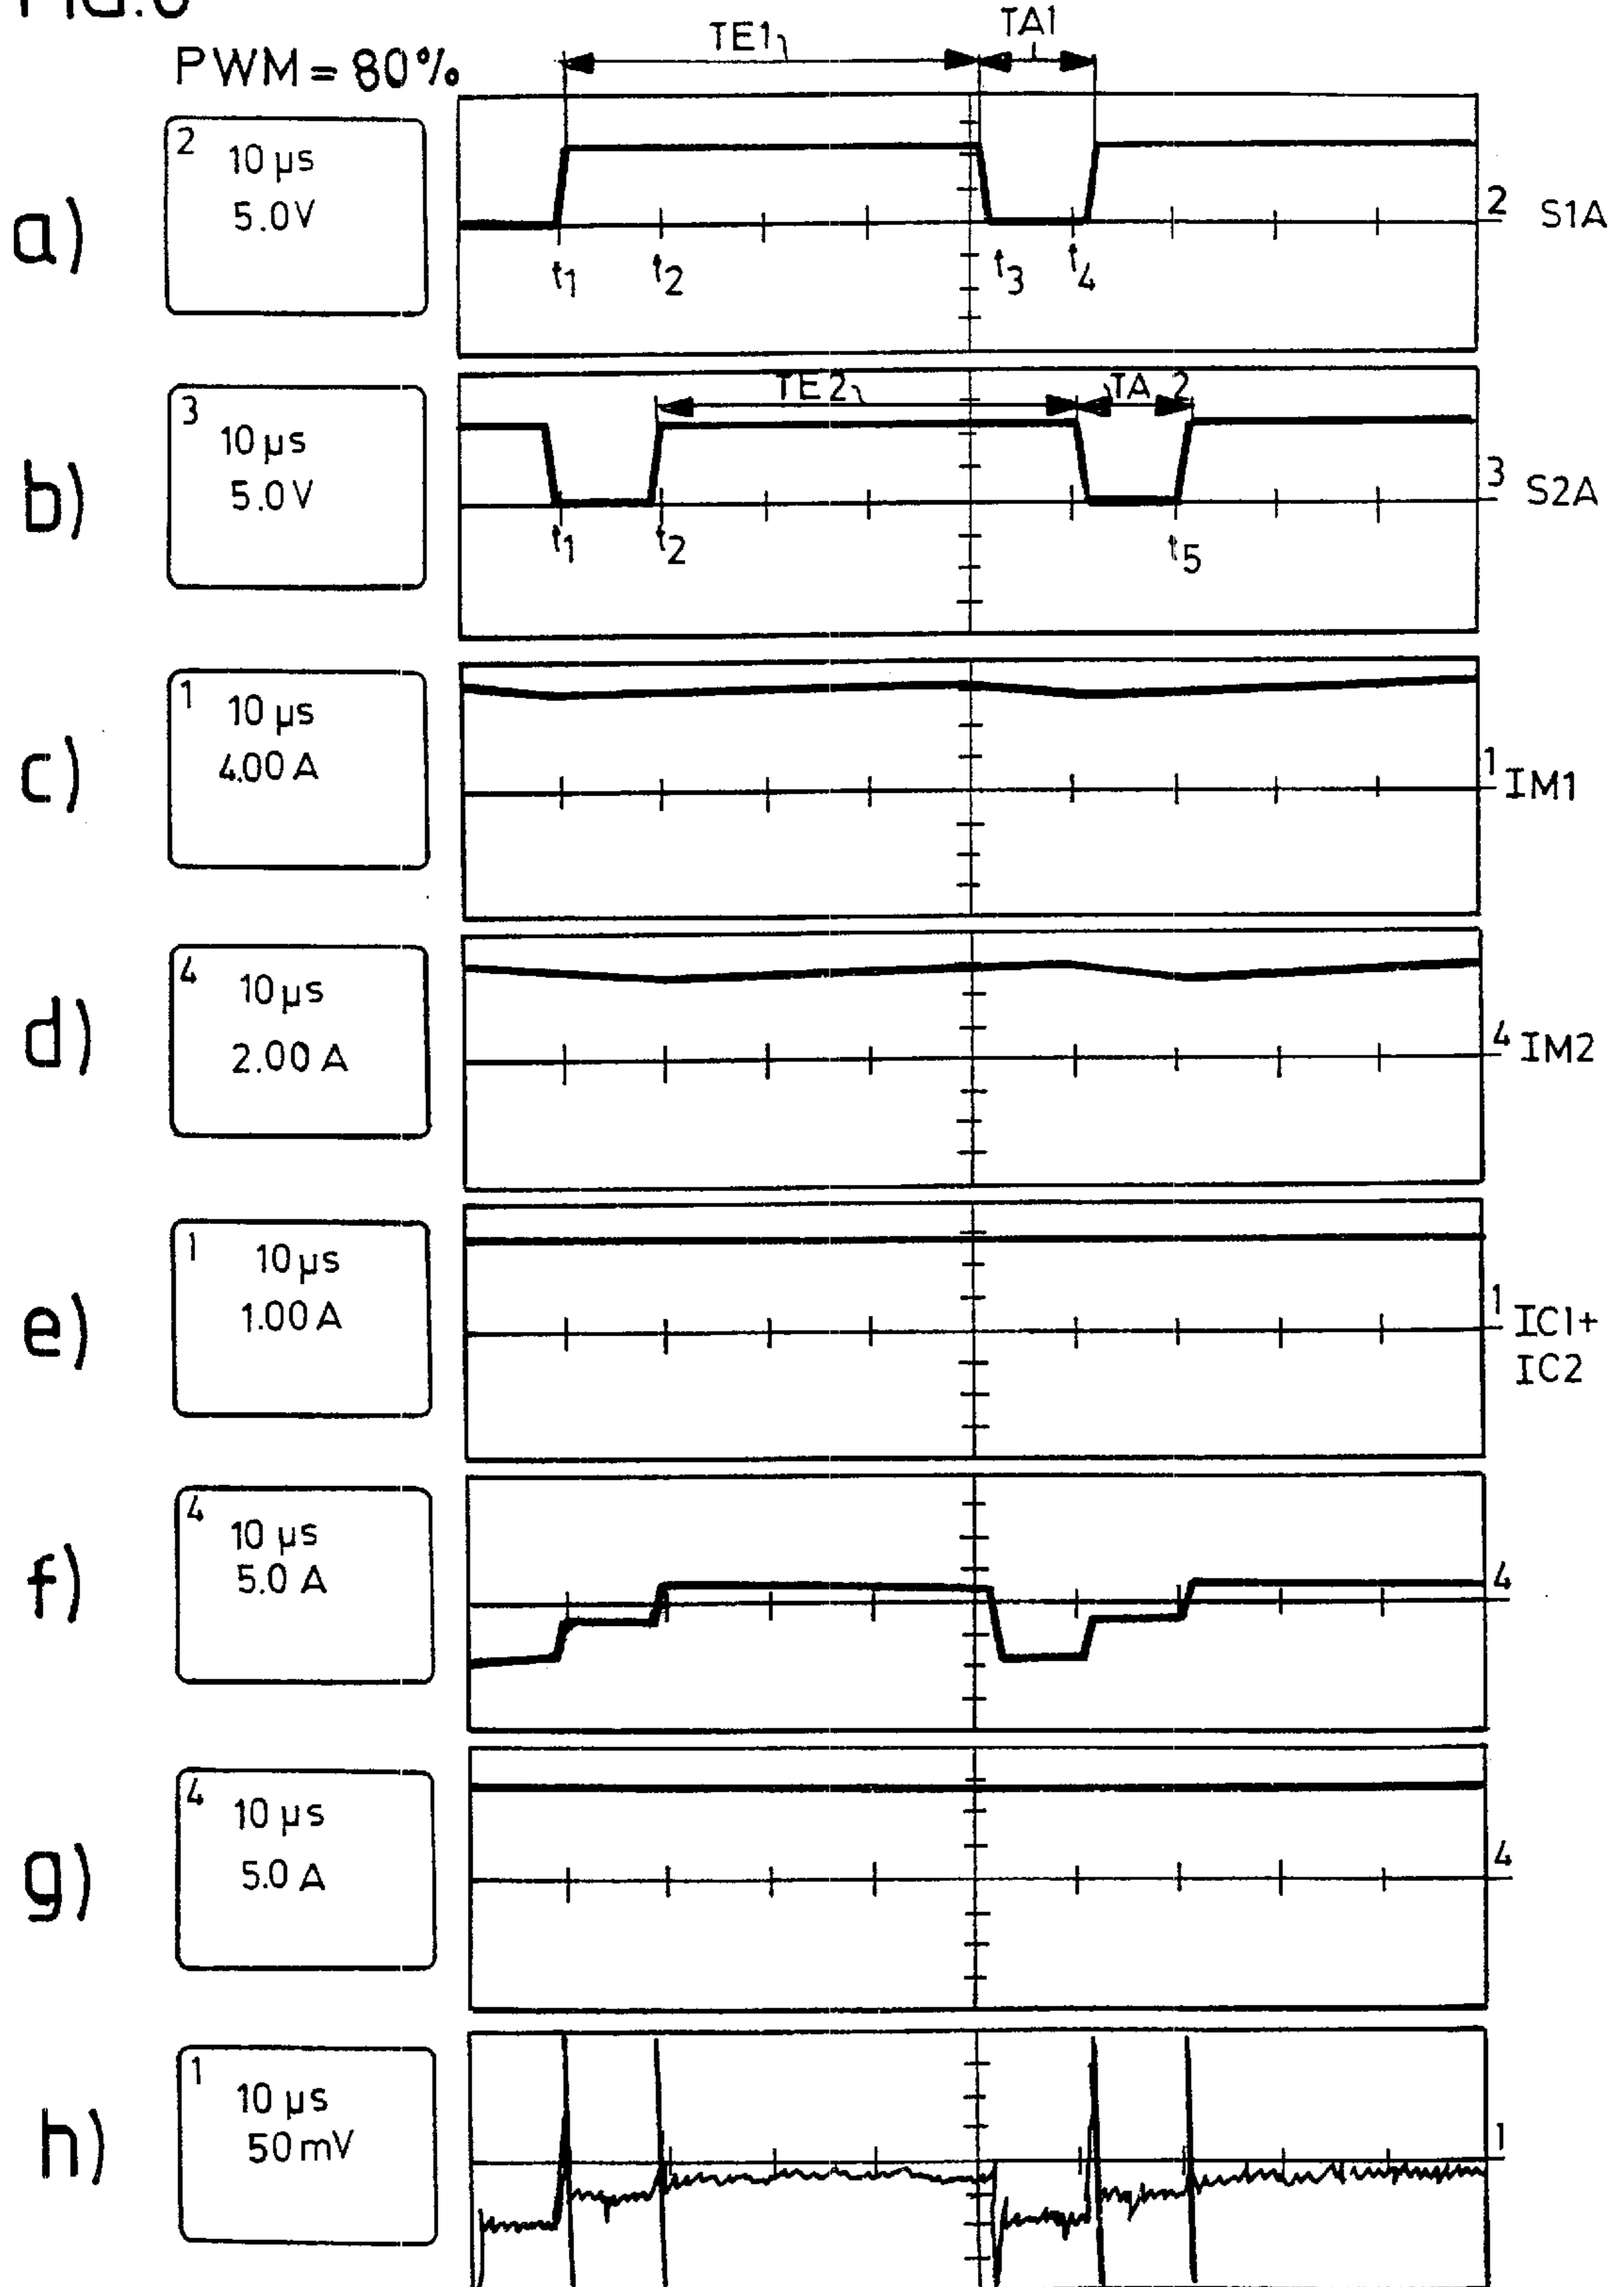 TE1
TA1
PWM = 80%
a)
2
10 µs
5.0V
t1
t2
t3
t4
2
S1A
b)
3
10 µs
5.0V
TE2
TA 2
t1
t2
t5
3
S2A
c)
1
10 µs
4.00 A
1
IM1
d)
4
10 µs
2.00 A
4
IM2
e)
1
10 µs
1.00 A
1
IC1+
IC2
f)
4
10 µs
5.0 A
4
g)
4
10 µs
5.0 A
4
h)
1
10 µs
50 mV
1